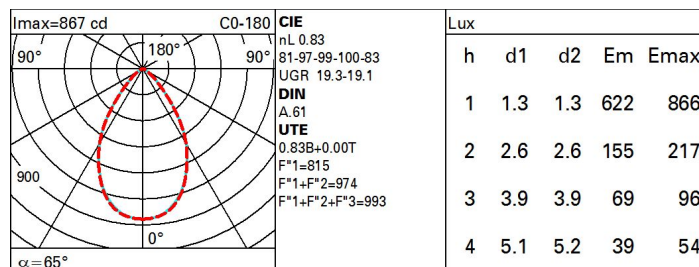 Imax=867 cd C0-180
90° 180° 90°
900
0°
α=65°
CIE
nL 0.83
81-97-99-100-83
UGR 19.3-19.1
DIN
A.61
UTE
0.83B+0.00T
F"1=815
F"1+F"2=974
F"1+F"2+F"3=993
Lux
h d1 d2 Em Emax
1 1.3 1.3 622 866
2 2.6 2.6 155 217
3 3.9 3.9 69 96
4 5.1 5.2 39 54